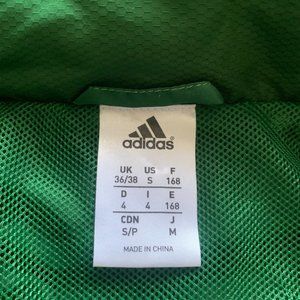 adidas®
UK US F
36/38 S 168
D I E
4 4 168
CDN J
S/P M
MADE IN CHINA